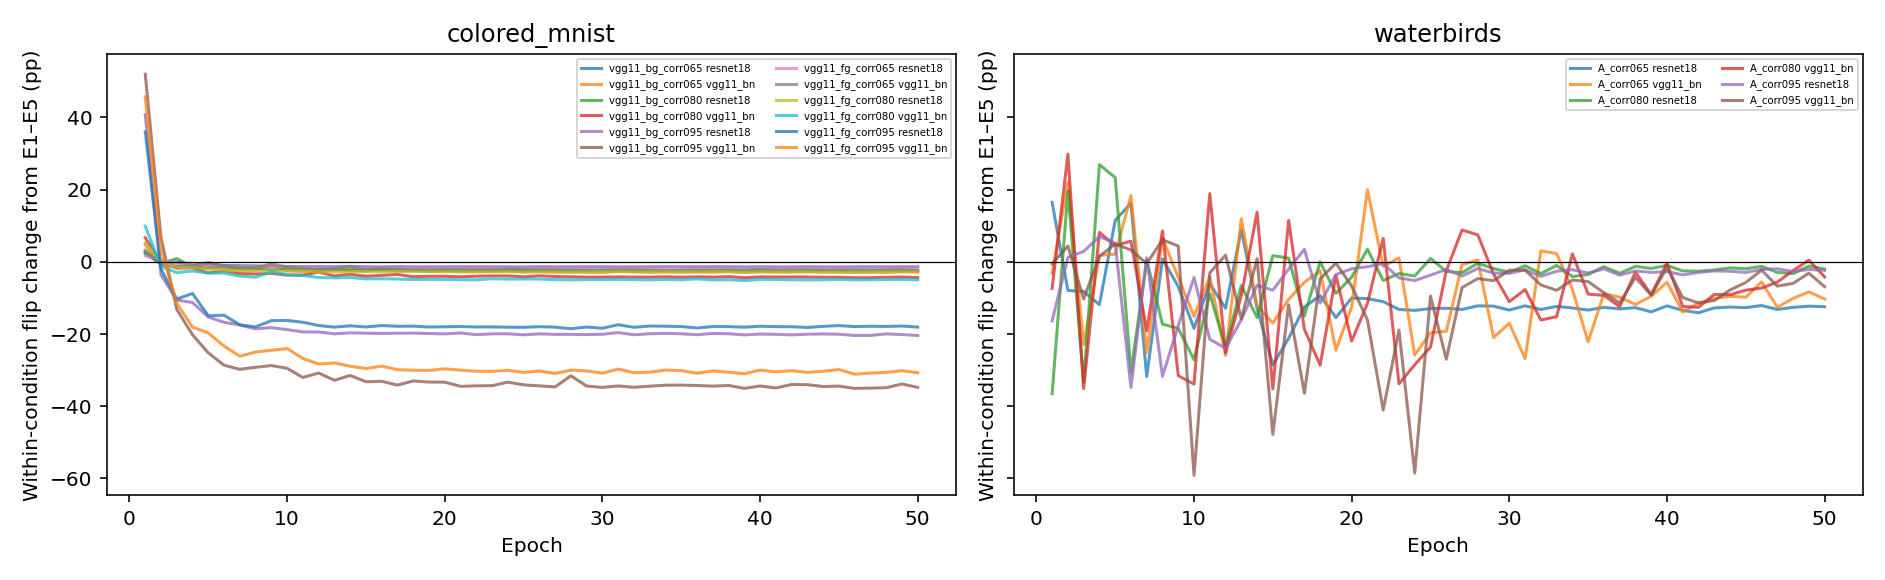 colored_mnist
Within-condition flip change from E1–E5 (pp)
40
20
0
−20
−40
−60
vgg11_bg_corr065 resnet18
vgg11_bg_corr065 vgg11_bn
vgg11_bg_corr080 resnet18
vgg11_bg_corr080 vgg11_bn
vgg11_bg_corr095 resnet18
vgg11_bg_corr095 vgg11_bn
vgg11_fg_corr065 resnet18
vgg11_fg_corr065 vgg11_bn
vgg11_fg_corr080 resnet18
vgg11_fg_corr080 vgg11_bn
vgg11_fg_corr095 resnet18
vgg11_fg_corr095 vgg11_bn
0 10 20 30 40 50
Epoch
waterbirds
Within-condition flip change from E1–E5 (pp)
A_corr065 resnet18
A_corr065 vgg11_bn
A_corr080 resnet18
A_corr080 vgg11_bn
A_corr095 resnet18
A_corr095 vgg11_bn
0 10 20 30 40 50
Epoch